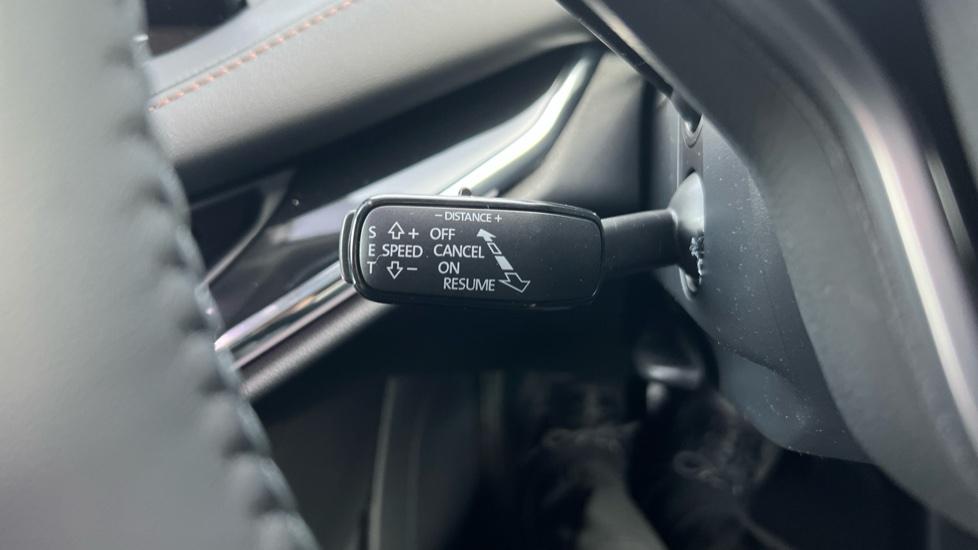 – DISTANCE +
S + OFF
E SPEED CANCEL
T – ON
RESUME